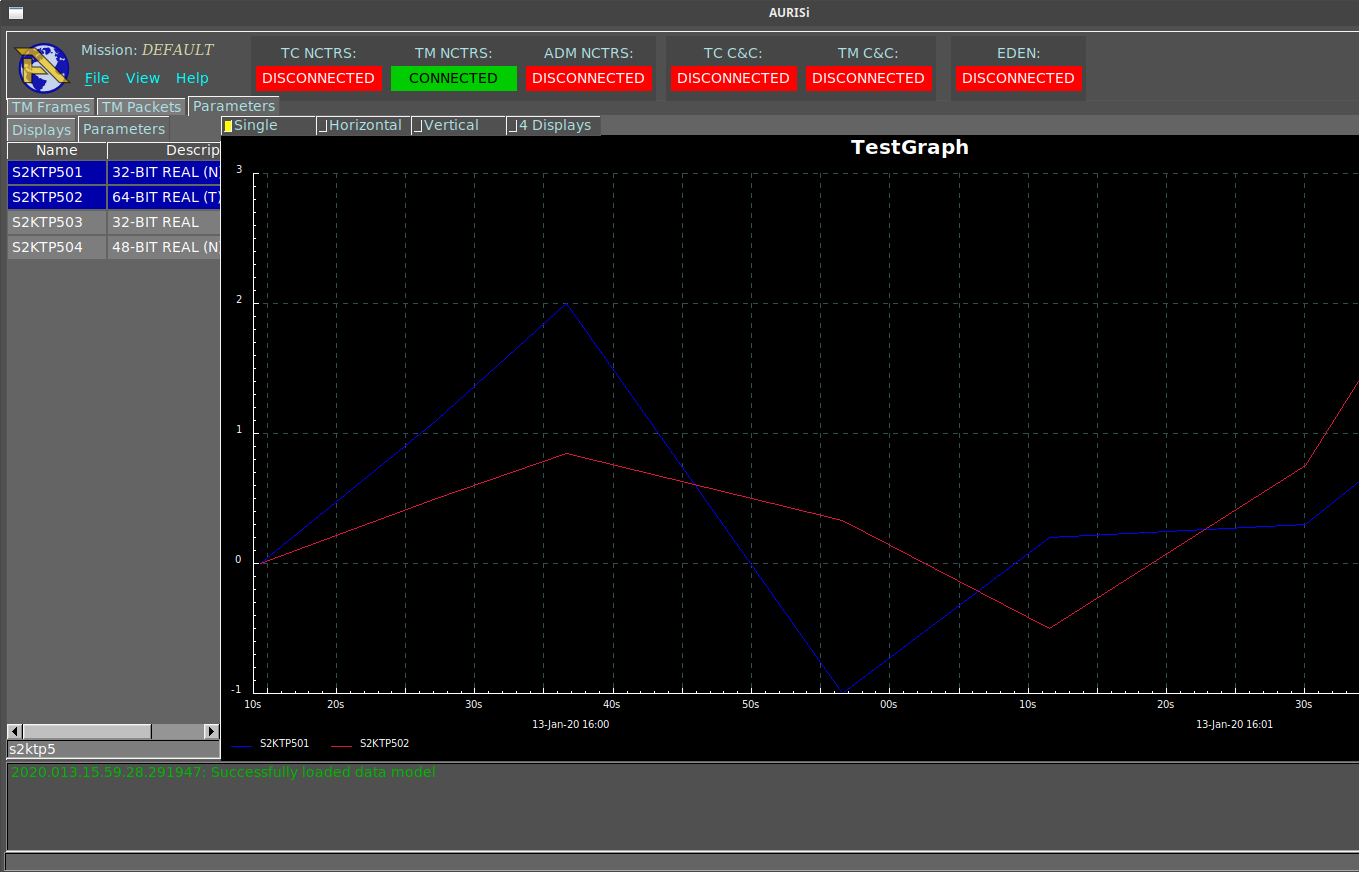 AURISi
Mission: DEFAULT
File View Help
TC NCTRS: TM NCTRS: ADM NCTRS: TC C&C: TM C&C: EDEN:
DISCONNECTED CONNECTED DISCONNECTED DISCONNECTED DISCONNECTED DISCONNECTED
TM Frames TM Packets Parameters
Displays Parameters
Single Horizontal Vertical 4 Displays
Name Descrip
S2KTP501 32-BIT REAL (N
S2KTP502 64-BIT REAL (T)
S2KTP503 32-BIT REAL
S2KTP504 48-BIT REAL (N
s2ktp5
TestGraph
3
2
1
0
-1
10s 20s 30s 40s 50s 00s 10s 20s 30s
13-Jan-20 16:00 13-Jan-20 16:01
S2KTP501 S2KTP502
2020.013.15.59.28.291947: Successfully loaded data model